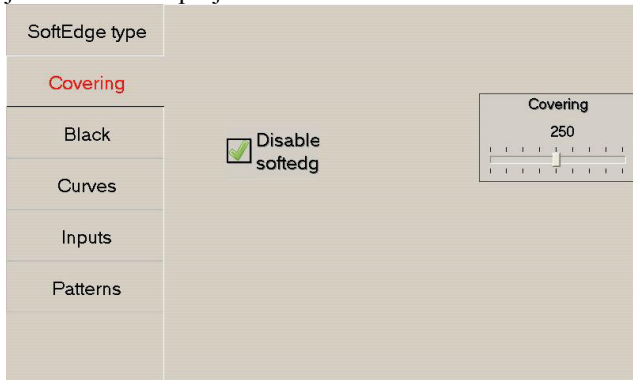 SoftEdge type
Covering
Black
Curves
Inputs
Patterns
Disable
softedg
Covering
250